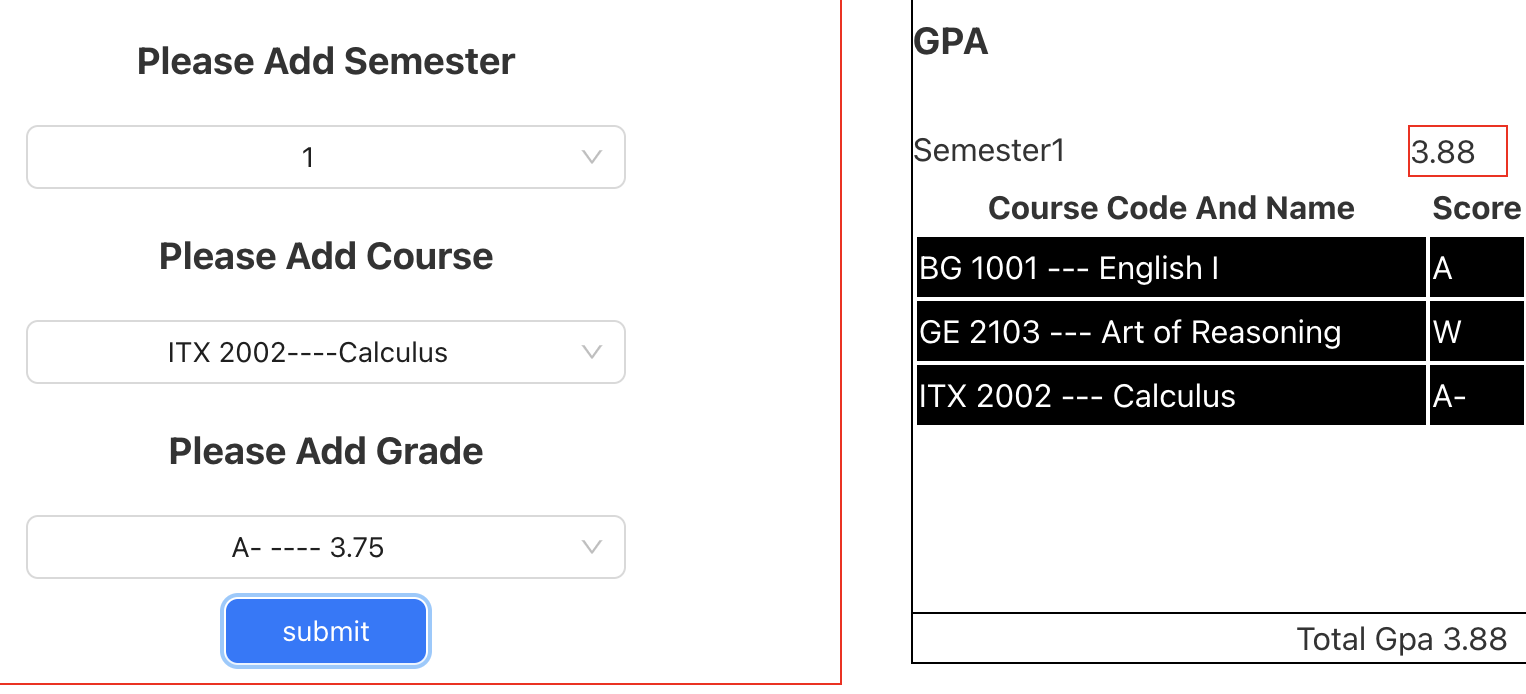 Please Add Semester
1
Please Add Course
ITX 2002----Calculus
Please Add Grade
A- ---- 3.75
submit
GPA
Semester1 3.88
Course Code And Name Score
BG 1001 --- English I A
GE 2103 --- Art of Reasoning W
ITX 2002 --- Calculus A-
Total Gpa 3.88